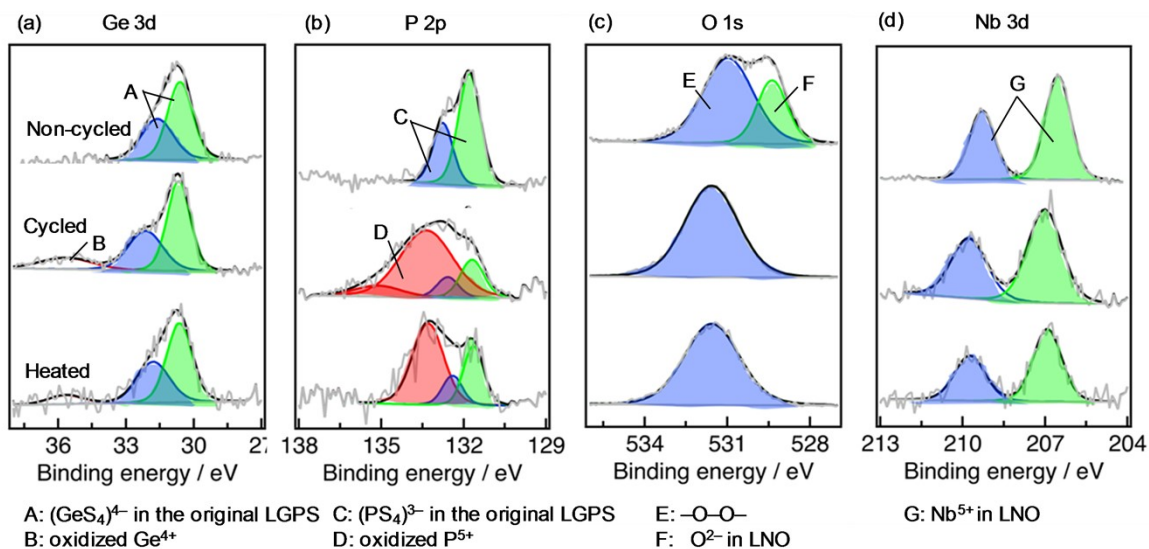 (a) Ge 3d (b) P 2p (c) O 1s (d) Nb 3d
A C E F G
Non-cycled
Cycled B D
Heated
36 33 30 27 138 135 132 129 534 531 528 213 210 207 204
Binding energy / eV Binding energy / eV Binding energy / eV Binding energy / eV
A: (GeS₄)⁴⁻ in the original LGPS C: (PS₄)³⁻ in the original LGPS E: –O–O– G: Nb⁵⁺ in LNO
B: oxidized Ge⁴⁺ D: oxidized P⁵⁺ F: O²⁻ in LNO